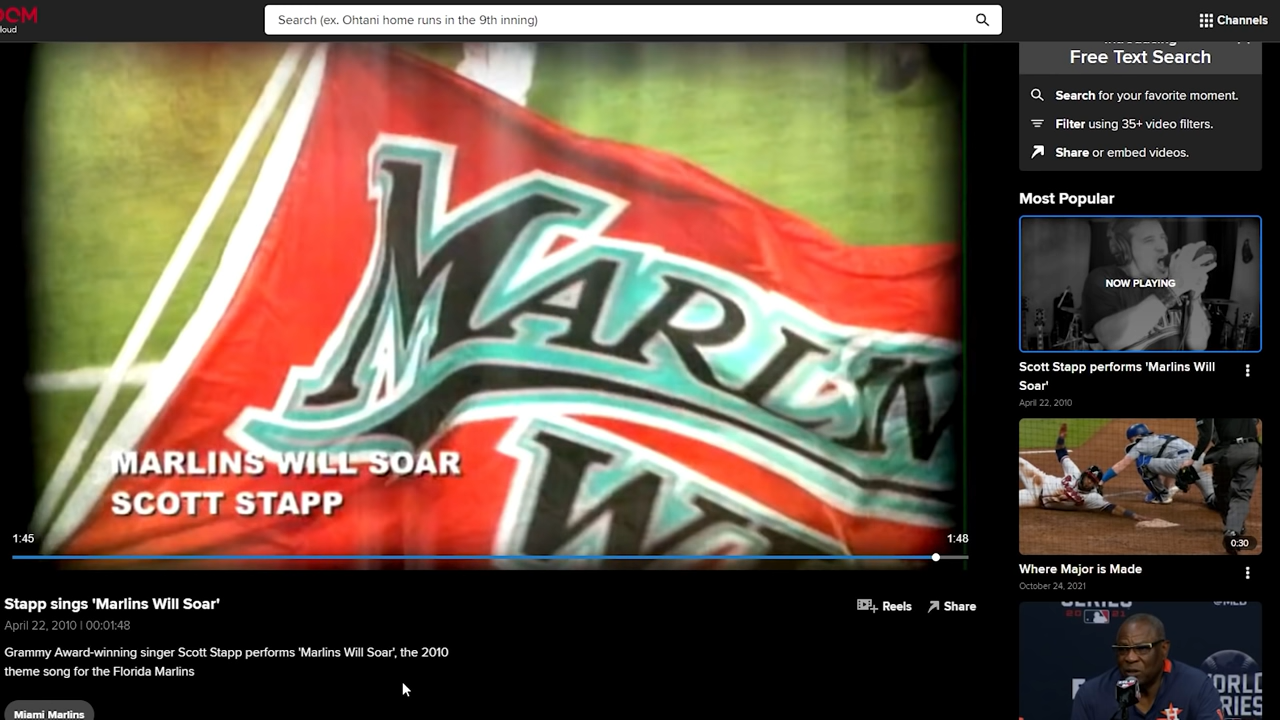 loud
Search (ex. Ohtani home runs in the 9th inning)
Channels
Free Text Search
Search for your favorite moment.
Filter using 35+ video filters.
Share or embed videos.
Most Popular
NOW PLAYING
Scott Stapp performs 'Marlins Will
Soar'
April 22, 2010
0:30
Where Major is Made
October 24, 2021
MARLINS
W
MARLINS WILL SOAR
SCOTT STAPP
1:45
1:48
Stapp sings 'Marlins Will Soar'
Reels
Share
April 22, 2010 | 00:01:48
Grammy Award-winning singer Scott Stapp performs 'Marlins Will Soar', the 2010
theme song for the Florida Marlins
Miami Marlins